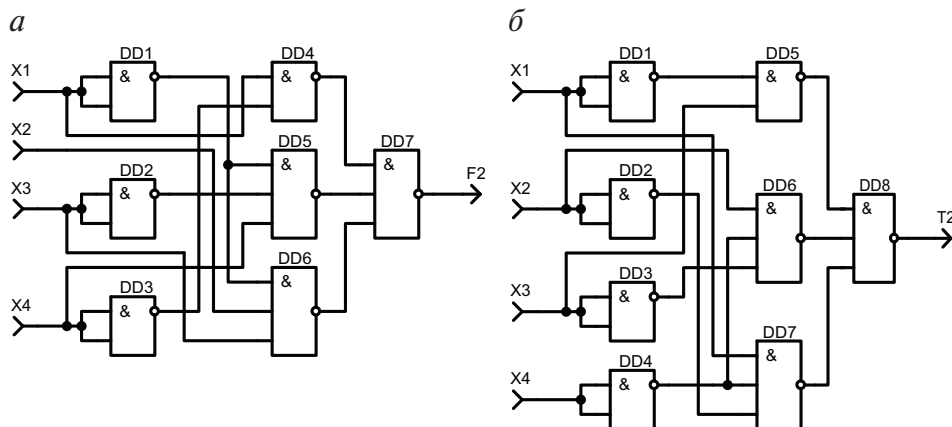 а
DD1
DD4
X1
&
&
X2
DD5
DD7
&
&
X3
DD2
F2
&
DD6
X4
DD3
&
&
б
DD1
DD5
X1
&
&
X2
DD2
DD6
DD8
&
&
&
T2
X3
DD3
&
DD7
X4
DD4
&
&